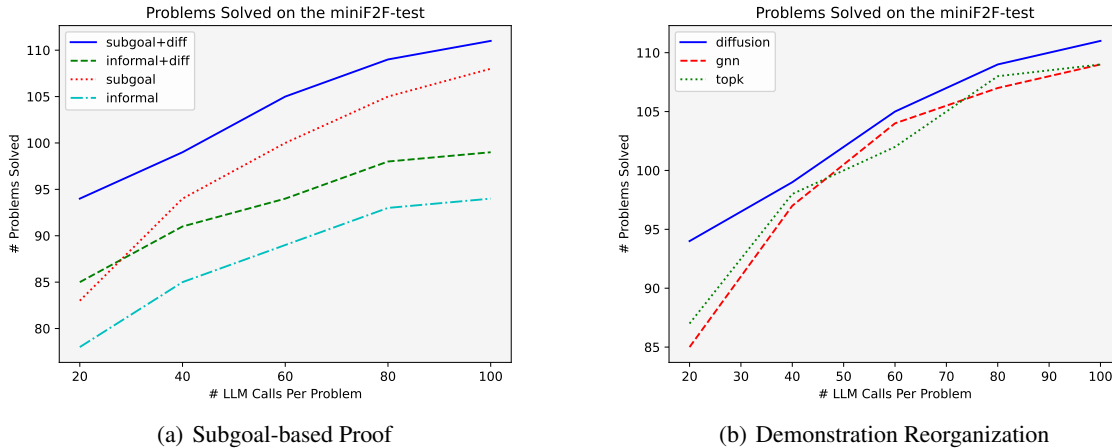 Problems Solved on the miniF2F-test
subgoal+diff
informal+diff
subgoal
informal
# Problems Solved
110
105
100
95
90
85
80
20 40 60 80 100
# LLM Calls Per Problem
(a) Subgoal-based Proof
Problems Solved on the miniF2F-test
diffusion
gnn
topk
# Problems Solved
110
105
100
95
90
85
20 30 40 50 60 70 80 90 100
# LLM Calls Per Problem
(b) Demonstration Reorganization